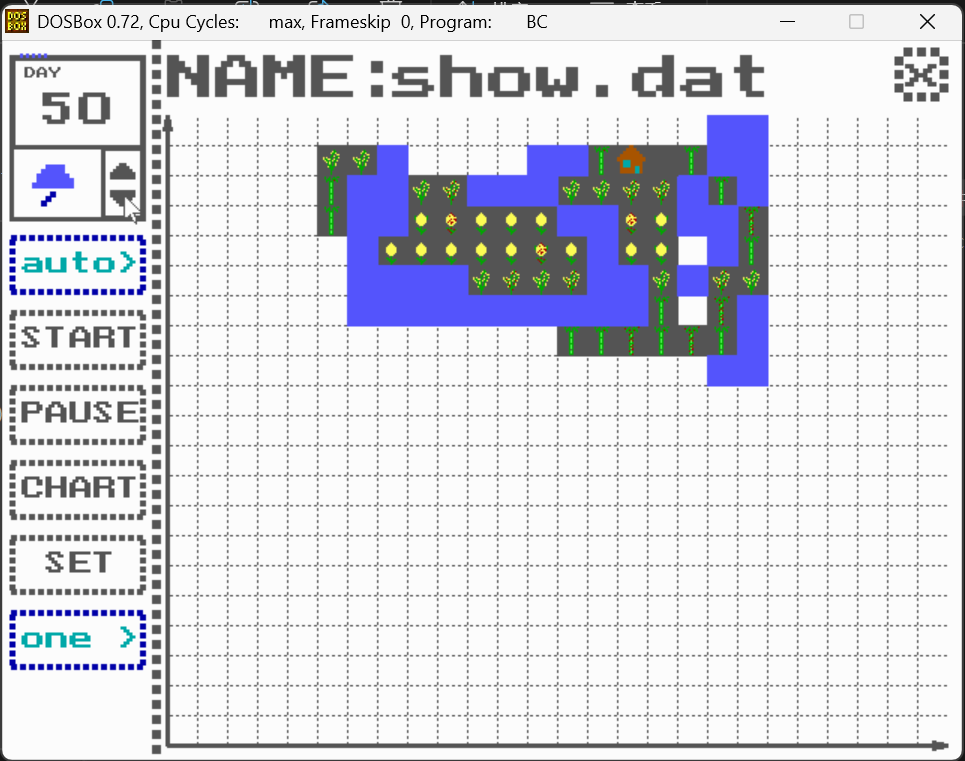 DOSBox 0.72, Cpu Cycles: max, Frameskip 0, Program: BC
DAY
50
NAME:show.dat
auto>
START
PAUSE
CHART
SET
one >